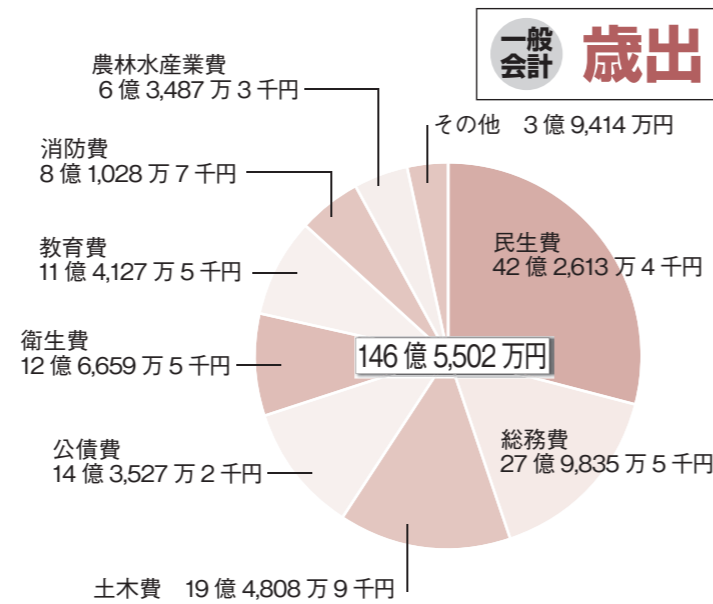 一般
会計
歳出
農林水産業費
6億3,487万3千円
その他 3億9,414万円
消防費
8億1,028万7千円
民生費
42億2,613万4千円
教育費
11億4,127万5千円
衛生費
12億6,659万5千円
146億5,502万円
総務費
27億9,835万5千円
公債費
14億3,527万2千円
土木費 19億4,808万9千円